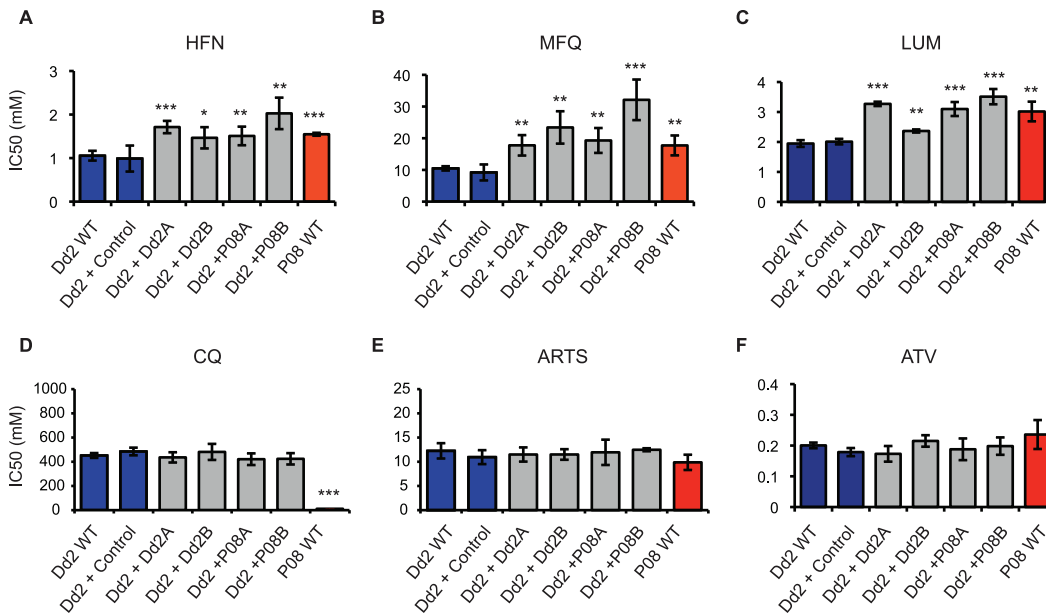 A
HFN
IC50 (mM)
3
2
1
0
***
*
**
**
***
Dd2 WT
Dd2 + Control
Dd2 + Dd2A
Dd2 + Dd2B
Dd2 +P08A
Dd2 +P08B
P08 WT
B
MFQ
40
30
20
10
0
**
**
**
***
**
Dd2 WT
Dd2 + Control
Dd2 + Dd2A
Dd2 + Dd2B
Dd2 +P08A
Dd2 +P08B
P08 WT
C
LUM
4
3
2
1
0
***
**
***
***
**
Dd2 WT
Dd2 + Control
Dd2 + Dd2A
Dd2 + Dd2B
Dd2 +P08A
Dd2 +P08B
P08 WT
D
CQ
IC50 (mM)
1000
800
600
400
200
0
***
Dd2 WT
Dd2 + Control
Dd2 + Dd2A
Dd2 + Dd2B
Dd2 +P08A
Dd2 +P08B
P08 WT
E
ARTS
25
20
15
10
5
0
Dd2 WT
Dd2 + Control
Dd2 + Dd2A
Dd2 + Dd2B
Dd2 +P08A
Dd2 +P08B
P08 WT
F
ATV
0.4
0.3
0.2
0.1
0
Dd2 WT
Dd2 + Control
Dd2 + Dd2A
Dd2 + Dd2B
Dd2 +P08A
Dd2 +P08B
P08 WT